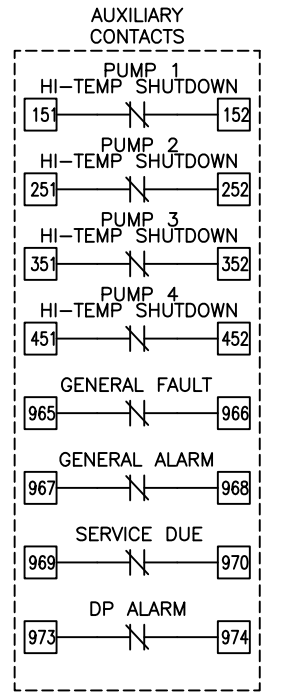 AUXILIARY
CONTACTS
PUMP 1
HI-TEMP SHUTDOWN
151 152
PUMP 2
HI-TEMP SHUTDOWN
251 252
PUMP 3
HI-TEMP SHUTDOWN
351 352
PUMP 4
HI-TEMP SHUTDOWN
451 452
GENERAL FAULT
965 966
GENERAL ALARM
967 968
SERVICE DUE
969 970
DP ALARM
973 974